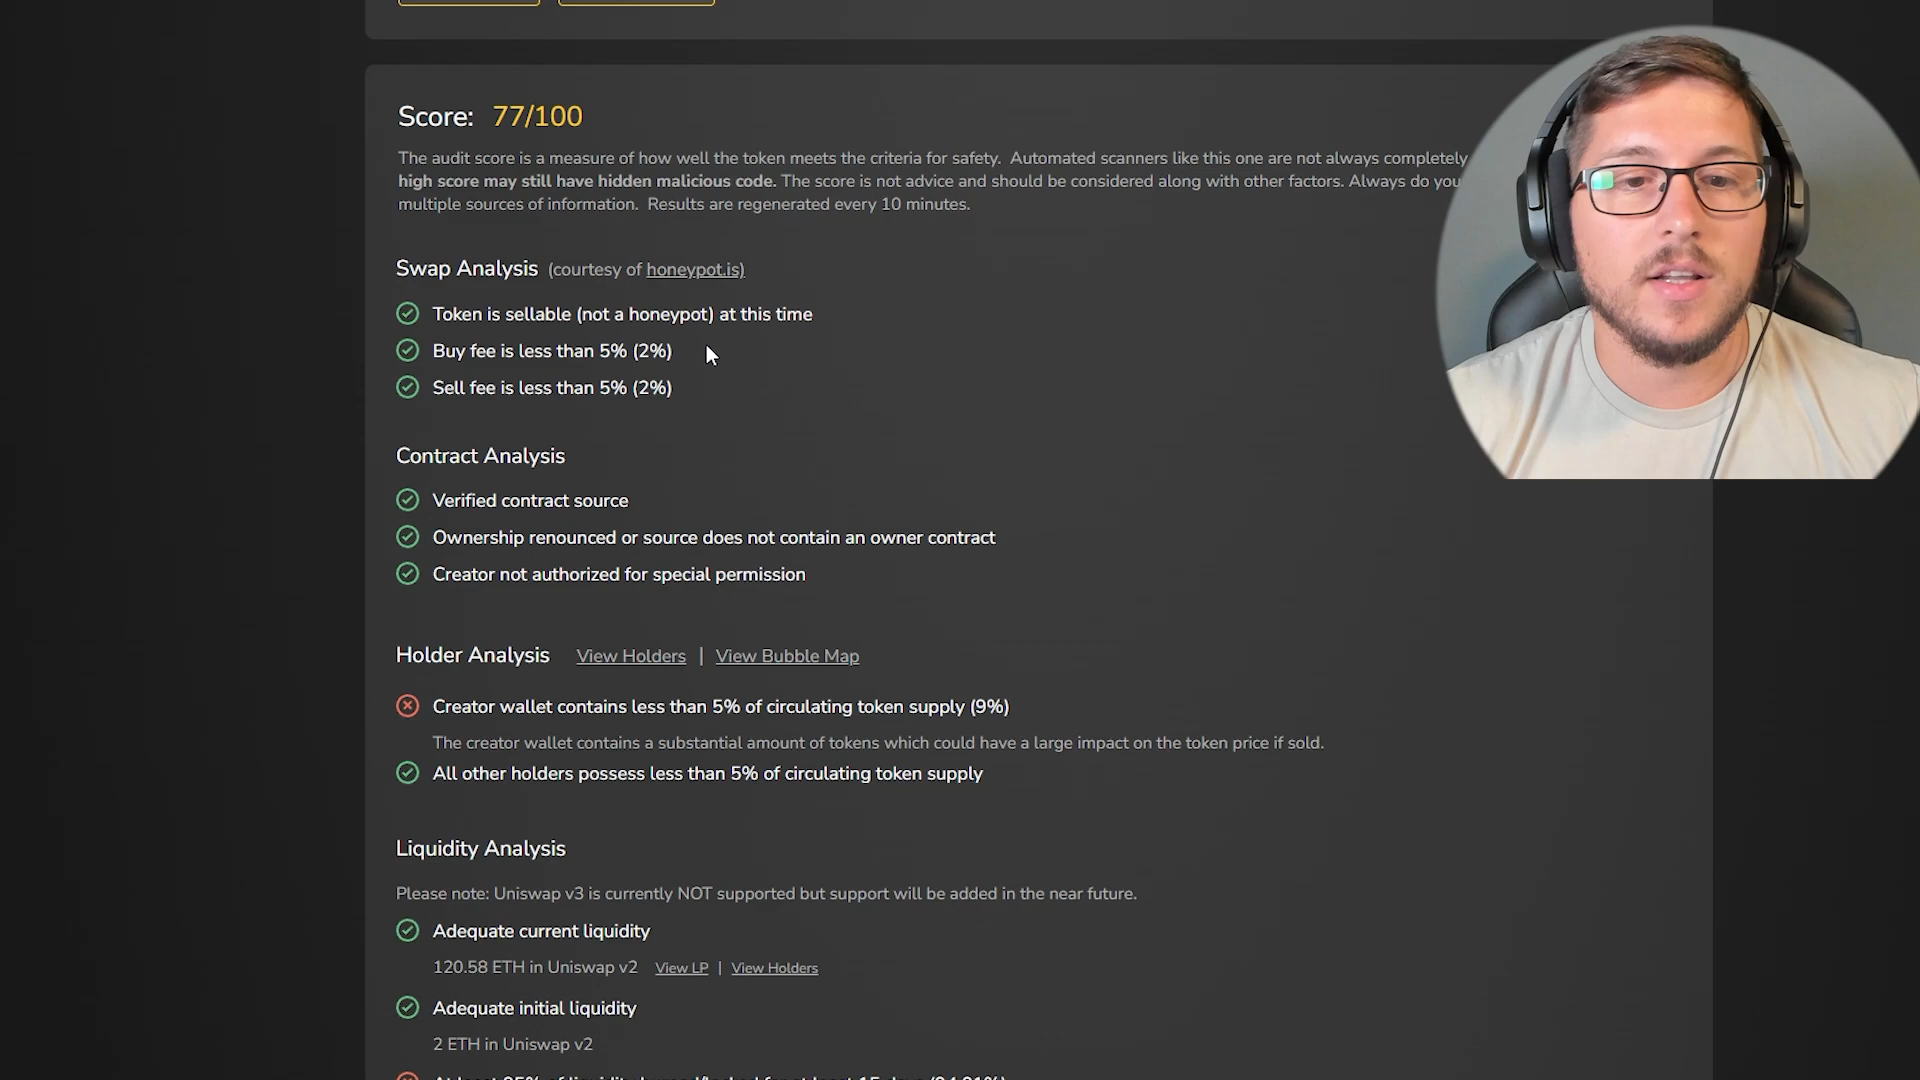 Score: 77/100
The audit score is a measure of how well the token meets the criteria for safety. Automated scanners like this one are not always completely
high score may still have hidden malicious code. The score is not advice and should be considered along with other factors. Always do you
multiple sources of information. Results are regenerated every 10 minutes.
Swap Analysis (courtesy of honeypot.is)
Token is sellable (not a honeypot) at this time
Buy fee is less than 5% (2%)
Sell fee is less than 5% (2%)
Contract Analysis
Verified contract source
Ownership renounced or source does not contain an owner contract
Creator not authorized for special permission
Holder Analysis View Holders | View Bubble Map
Creator wallet contains less than 5% of circulating token supply (9%)
The creator wallet contains a substantial amount of tokens which could have a large impact on the token price if sold.
All other holders possess less than 5% of circulating token supply
Liquidity Analysis
Please note: Uniswap v3 is currently NOT supported but support will be added in the near future.
Adequate current liquidity
120.58 ETH in Uniswap v2 View LP | View Holders
Adequate initial liquidity
2 ETH in Uniswap v2